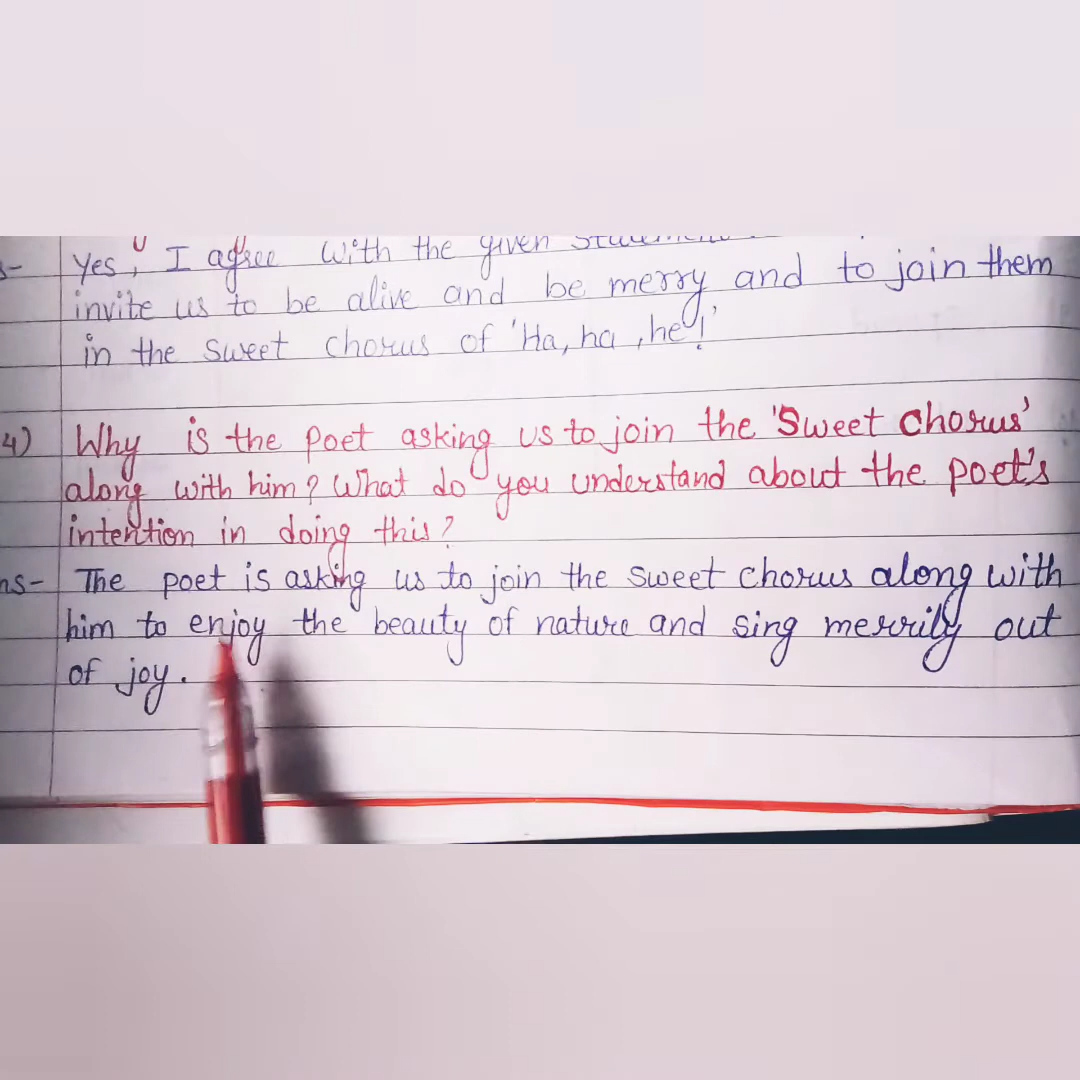 Yes, I agree with the given statement
invite us to be alive and be merry and to join them
in the sweet chorus of 'Ha, ha, he!'
4) Why is the poet asking us to join the 'Sweet chorus'
along with him? What do you understand about the poet's
intention in doing this?
ns- The poet is asking us to join the sweet chorus along with
him to enjoy the beauty of nature and sing merrily out
of joy.